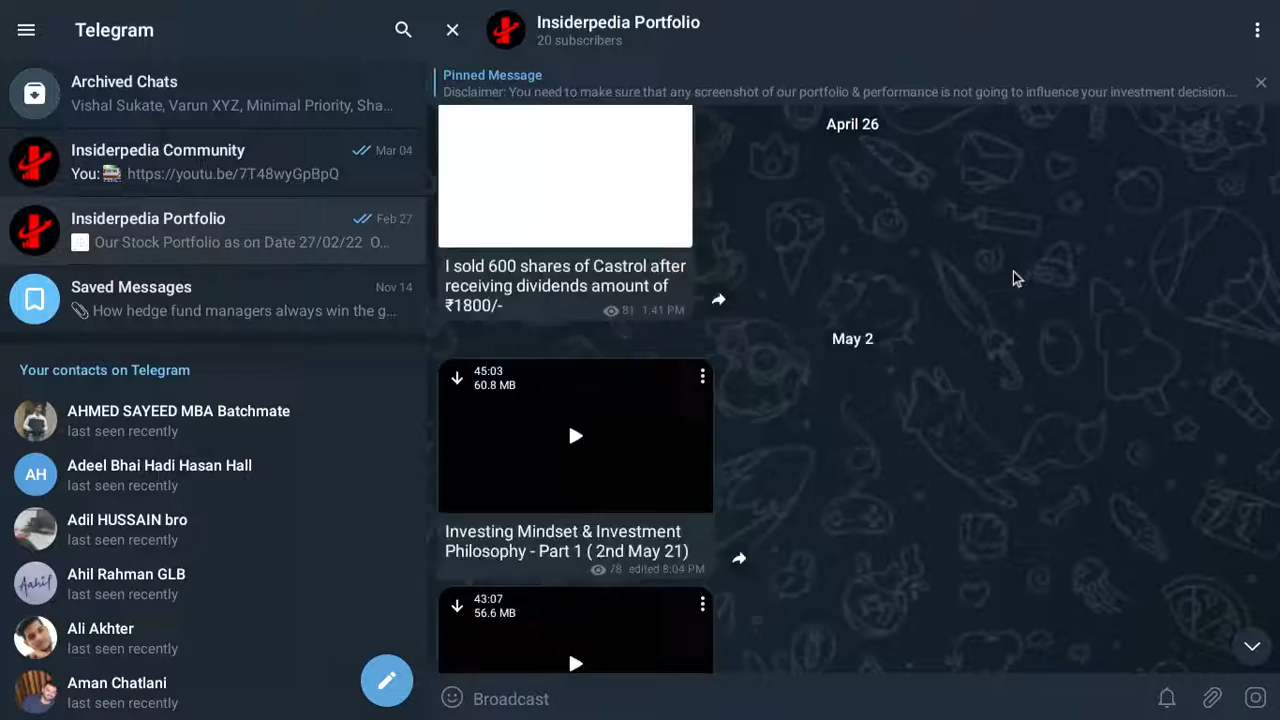 Telegram
Archived Chats
Vishal Sukate, Varun XYZ, Minimal Priority, Sha...
Insiderpedia Community
Mar 04
You: https://youtu.be/7T48wyGpBpQ
Insiderpedia Portfolio
Feb 27
Our Stock Portfolio as on Date 27/02/22 O...
Saved Messages
Nov 14
How hedge fund managers always win the g...
Your contacts on Telegram
AHMED SAYEED MBA Batchmate
last seen recently
AH
Adeel Bhai Hadi Hasan Hall
last seen recently
Adil HUSSAIN bro
last seen recently
Aahil
Ahil Rahman GLB
last seen recently
Ali Akhter
last seen recently
Aman Chatlani
last seen recently
Insiderpedia Portfolio
20 subscribers
Pinned Message
Disclaimer: You need to make sure that any screenshot of our portfolio & performance is not going to influence your investment decision....
April 26
I sold 600 shares of Castrol after
receiving dividends amount of
₹1800/-
81 1:41 PM
May 2
45:03
60.8 MB
Investing Mindset & Investment
Philosophy - Part 1 ( 2nd May 21)
78 edited 8:04 PM
43:07
56.6 MB
Broadcast